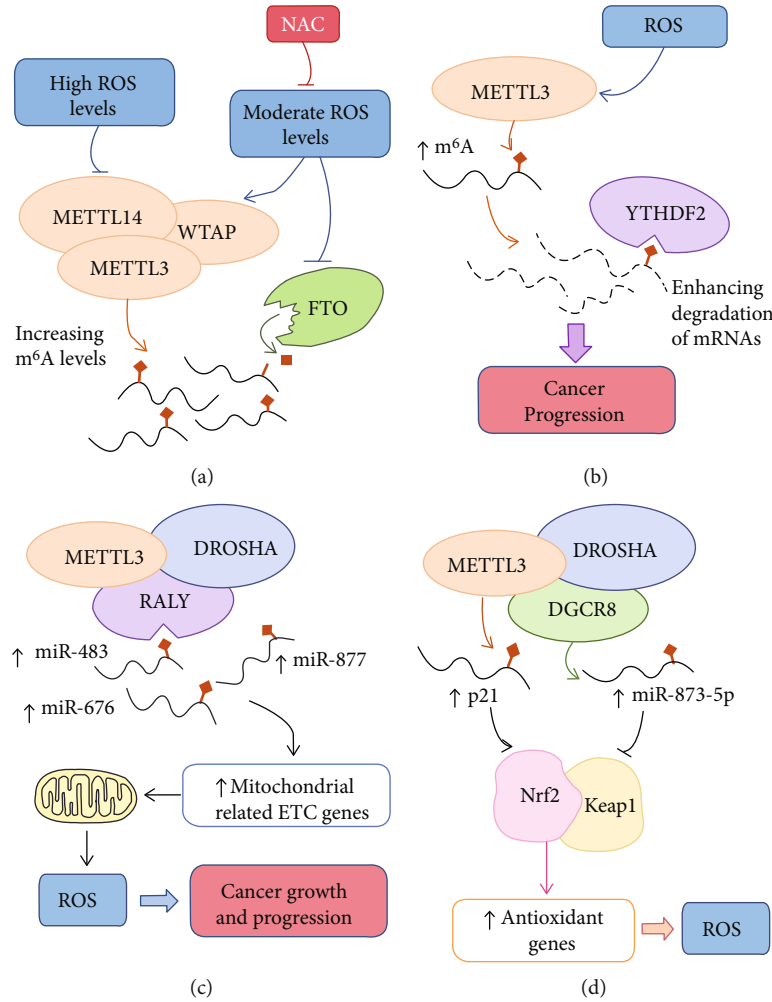 NAC
High ROS
levels
Moderate ROS
levels
METTL14
WTAP
METTL3
FTO
Increasing
m⁶A levels
(a)
ROS
METTL3
↑ m⁶A
YTHDF2
Enhancing
degradation
of mRNAs
Cancer
Progression
(b)
METTL3
DROSHA
RALY
↑ miR-483
↑ miR-877
↑ miR-676
↑ Mitochondrial
related ETC genes
ROS
Cancer growth
and progression
(c)
METTL3
DROSHA
DGCR8
↑ p21
↑ miR-873-5p
Nrf2
Keap1
↑ Antioxidant
genes
ROS
(d)